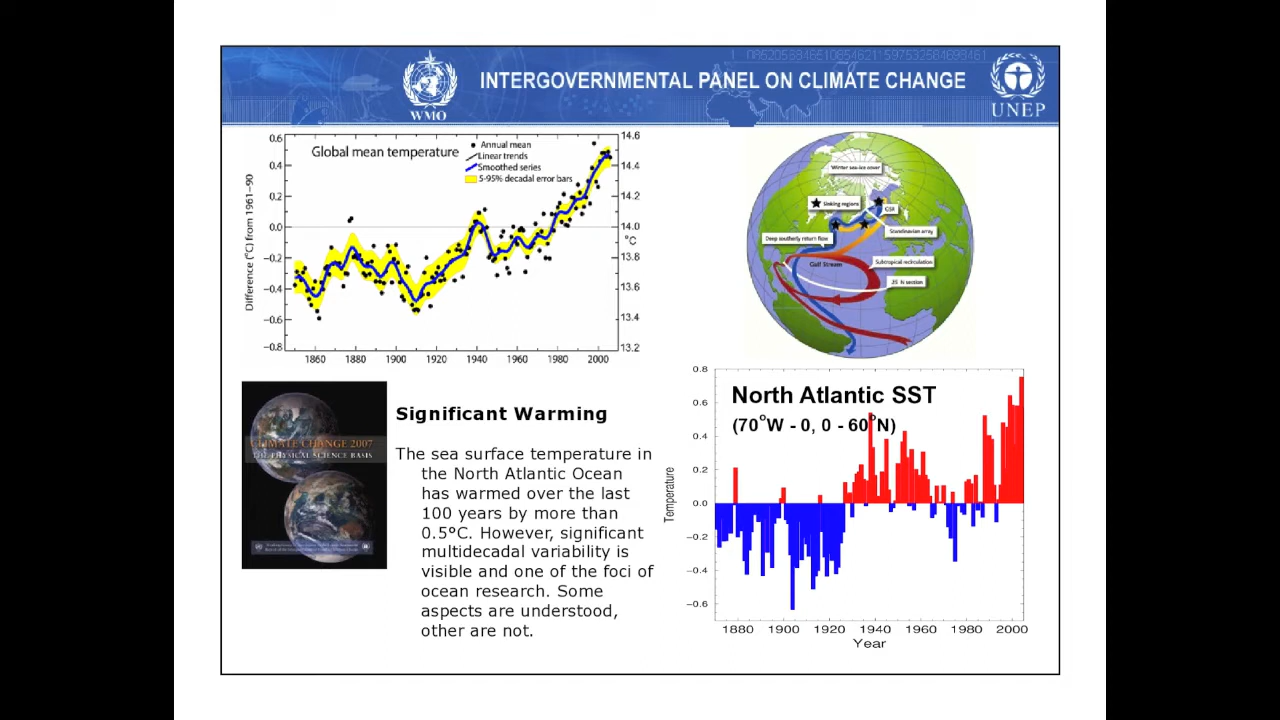 INTERGOVERNMENTAL PANEL ON CLIMATE CHANGE
WMO
UNEP
Global mean temperature
Annual mean
Linear trends
Smoothed series
5-95% decadal error bars
Difference (°C) from 1961–90
0.6
0.4
0.2
0.0
−0.2
−0.4
−0.6
−0.8
14.6
14.4
14.2
14.0
°C
13.8
13.6
13.4
13.2
1860 1880 1900 1920 1940 1960 1980 2000
Winter sea-ice cover
Sinking regions
GSR
Scandinavian array
Deep southerly return flow
Gulf Stream
Subtropical recirculation
25 N section
CLIMATE CHANGE 2007
THE PHYSICAL SCIENCE BASIS
Significant Warming
The sea surface temperature in
the North Atlantic Ocean
has warmed over the last
100 years by more than
0.5°C. However, significant
multidecadal variability is
visible and one of the foci of
ocean research. Some
aspects are understood,
other are not.
North Atlantic SST
(70°W - 0, 0 - 60°N)
Temperature
0.8
0.6
0.4
0.2
0.0
−0.2
−0.4
−0.6
1880 1900 1920 1940 1960 1980 2000
Year